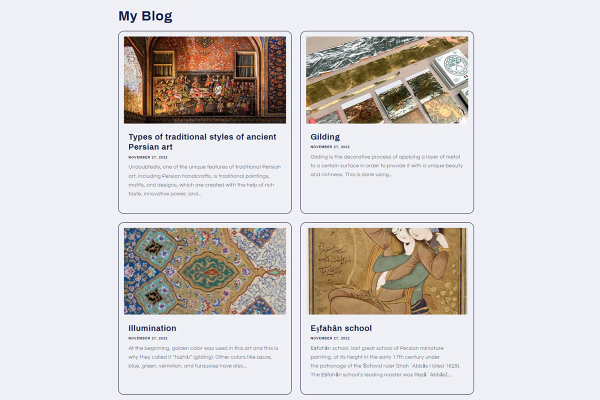 My Blog
Types of traditional styles of ancient
Persian art
NOVEMBER 27, 2022
Undoubtedly, one of the unique features of traditional Persian
art, including Persian handicrafts, is traditional paintings,
motifs, and designs, which are created with the help of rich
taste, innovative power, and...
Gilding
NOVEMBER 27, 2022
Gilding is the decorative process of applying a layer of metal
to a certain surface in order to provide it with a unique beauty
and richness. This is done using...
Illumination
NOVEMBER 27, 2022
At the beginning, golden color was used in this art and this is
why they called it "tazhib" (gilding). Other colors like azure,
blue, green, vermilion, and turquoise have also...
Eṣfahān school
NOVEMBER 27, 2022
Eṣfahān school, last great school of Persian miniature
painting, at its height in the early 17th century under
the patronage of the Ṣafavid ruler Shah ʿAbbās I (died 1629).
The Eṣfahān school's leading master was Rezā ʿAbbāsī,...